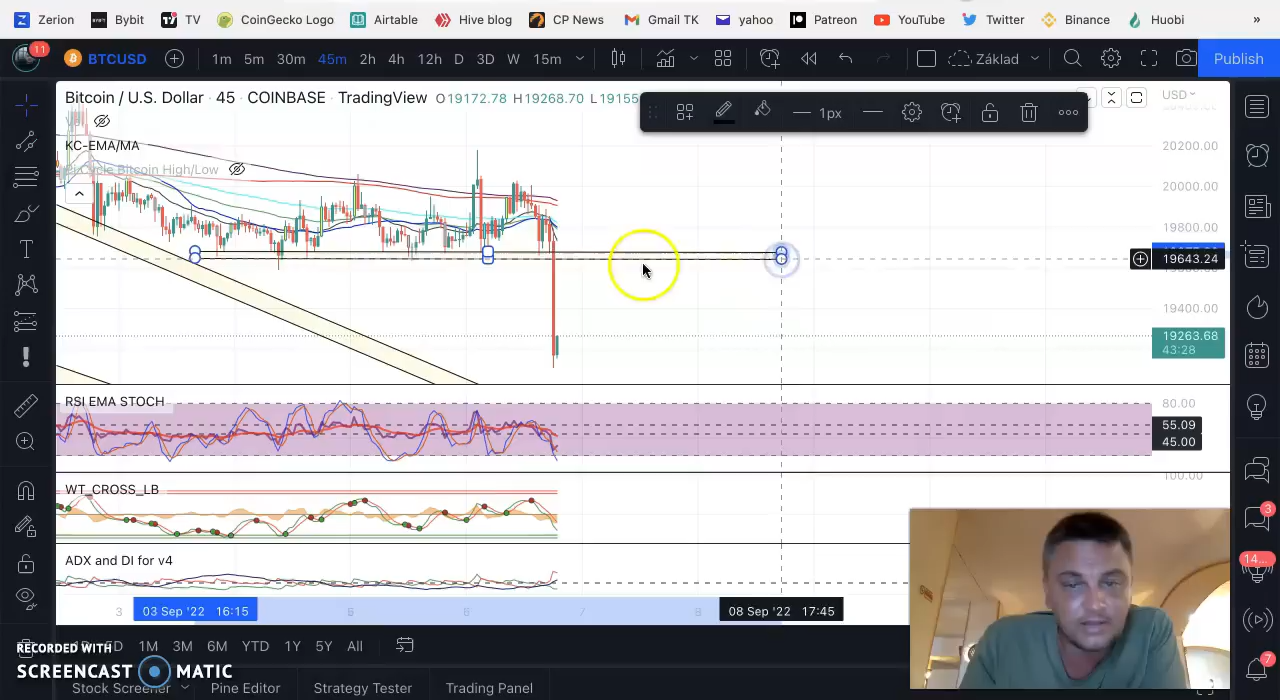 Zerion Bybit TV CoinGecko Logo Airtable Hive blog CP News Gmail TK yahoo Patreon YouTube Twitter Binance Huobi »
11 BTCUSD 1m 5m 30m 45m 2h 4h 12h D 3D W 15m Základ Publish
Bitcoin / U.S. Dollar · 45 · COINBASE · TradingView O19172.78 H19268.70 L19155
USD
1px
KC-EMA/MA
20200.00
Bitcoin High/Low
20000.00
19800.00
19643.24
19400.00
19263.68
43:28
RSI EMA STOCH
80.00
55.09
45.00
100.00
WT_CROSS_LB
3
ADX and DI for v4
14...
3 03 Sep '22 16:15 5 6 7 8 08 Sep '22 17:45
5D 1M 3M 6M YTD 1Y 5Y All
RECORDED WITH
SCREENCAST MATIC
7
Stock Screener Pine Editor Strategy Tester Trading Panel